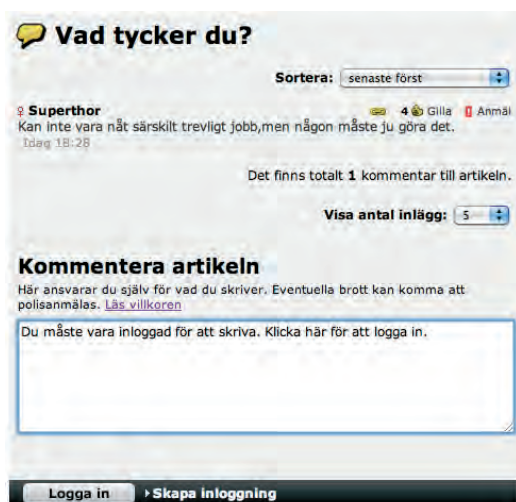 Vad tycker du?
Sortera: senaste först
Superthor 4 Gilla Anmäl
Kan inte vara nåt särskilt trevligt jobb,men någon måste ju göra det.
Idag 18:28
Det finns totalt 1 kommentar till artikeln.
Visa antal inlägg: 5
Kommentera artikeln
Här ansvarar du själv för vad du skriver. Eventuella brott kan komma att
polisanmälas. Läs villkoren
Du måste vara inloggad för att skriva. Klicka här för att logga in.
Logga in Skapa inloggning